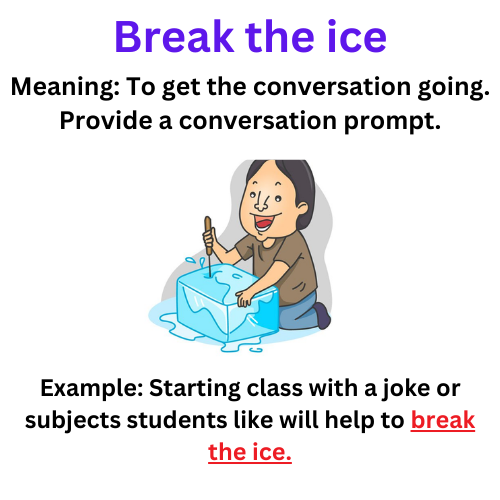 Break the ice
Meaning: To get the conversation going.
Provide a conversation prompt.
Example: Starting class with a joke or
subjects students like will help to break
the ice.